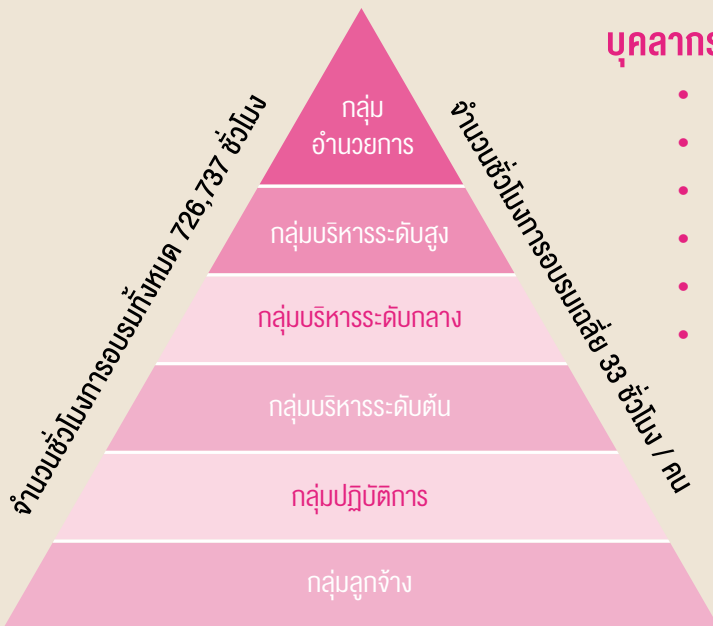 บุคลากร
กลุ่ม
อำนวยการ
กลุ่มบริหารระดับสูง
กลุ่มบริหารระดับกลาง
กลุ่มบริหารระดับต้น
กลุ่มปฏิบัติการ
กลุ่มลูกจ้าง
จำนวนชั่วโมงการอบรมทั้งหมด 726,737 ชั่วโมง
จำนวนชั่วโมงการอบรมเฉลี่ย 33 ชั่วโมง / คน